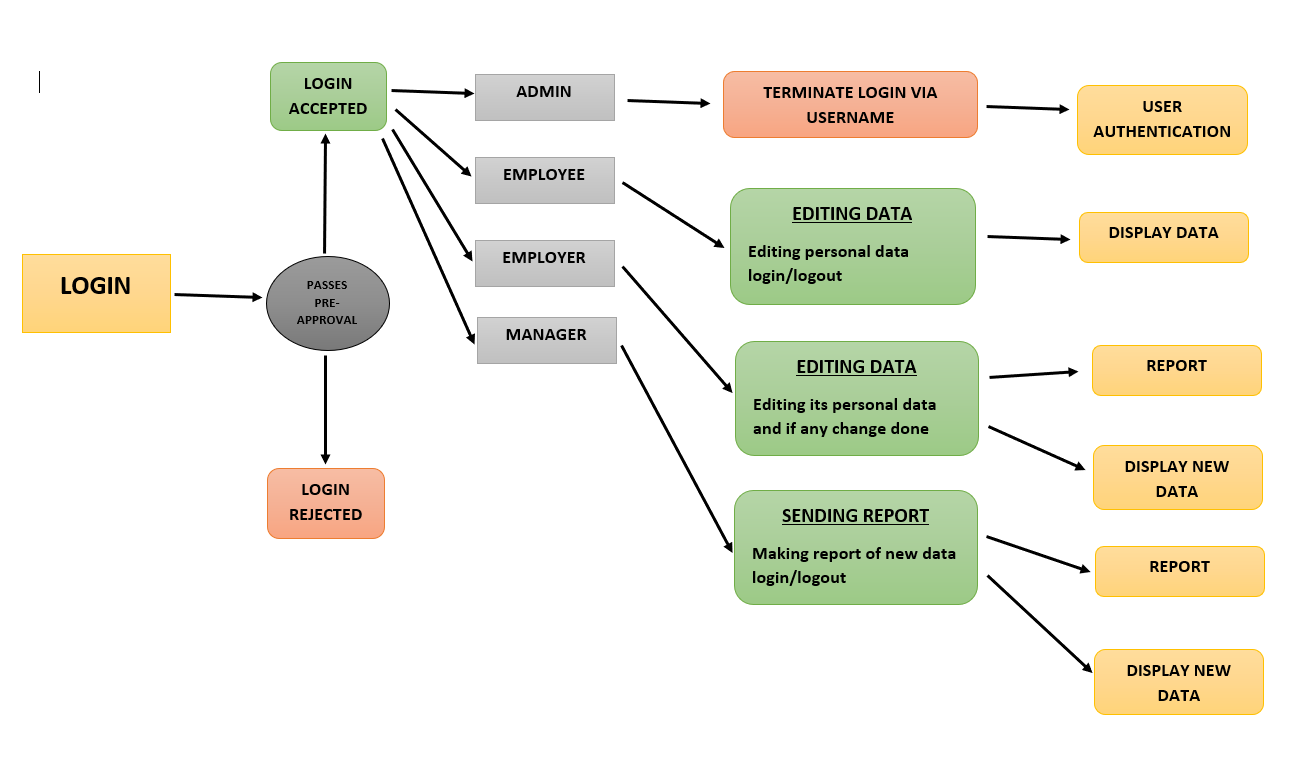 LOGIN
PASSES
PRE-
APPROVAL
LOGIN
ACCEPTED
LOGIN
REJECTED
ADMIN
EMPLOYEE
EMPLOYER
MANAGER
TERMINATE LOGIN VIA
USERNAME
EDITING DATA
Editing personal data
login/logout
EDITING DATA
Editing its personal data
and if any change done
SENDING REPORT
Making report of new data
login/logout
USER
AUTHENTICATION
DISPLAY DATA
REPORT
DISPLAY NEW
DATA
REPORT
DISPLAY NEW
DATA